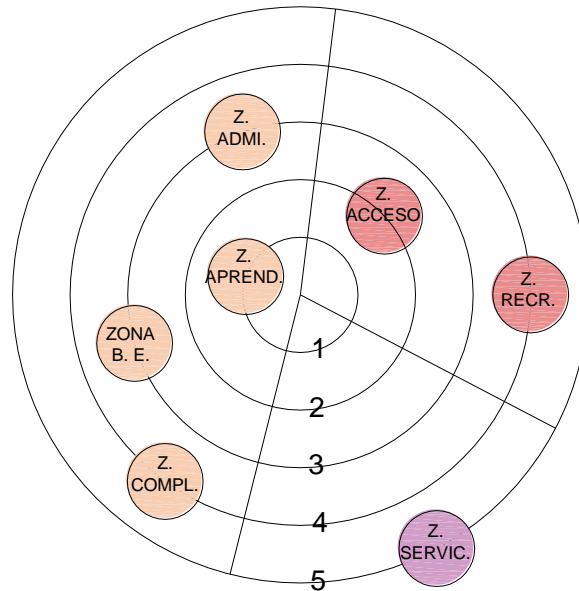 Z.
ADMI.
Z.
ACCESO
Z.
APREND.
Z.
RECR.
ZONA
B. E.
1
2
3
Z.
COMPL.
4
Z.
SERVIC.
5